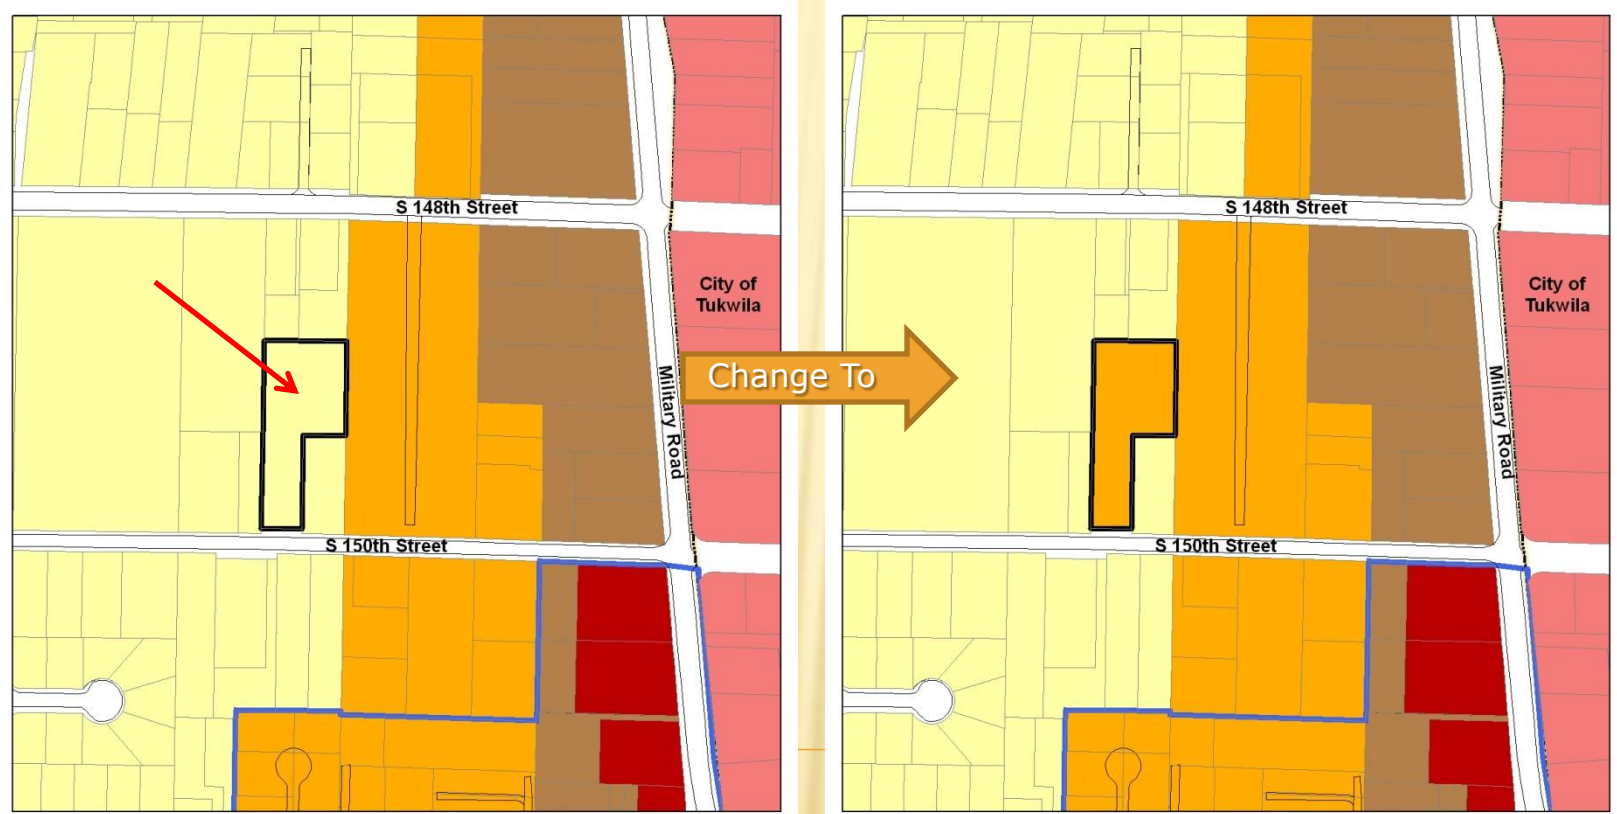 S 148th Street
City of
Tukwila
Military Road
S 150th Street
Change To
S 148th Street
City of
Tukwila
Military Road
S 150th Street